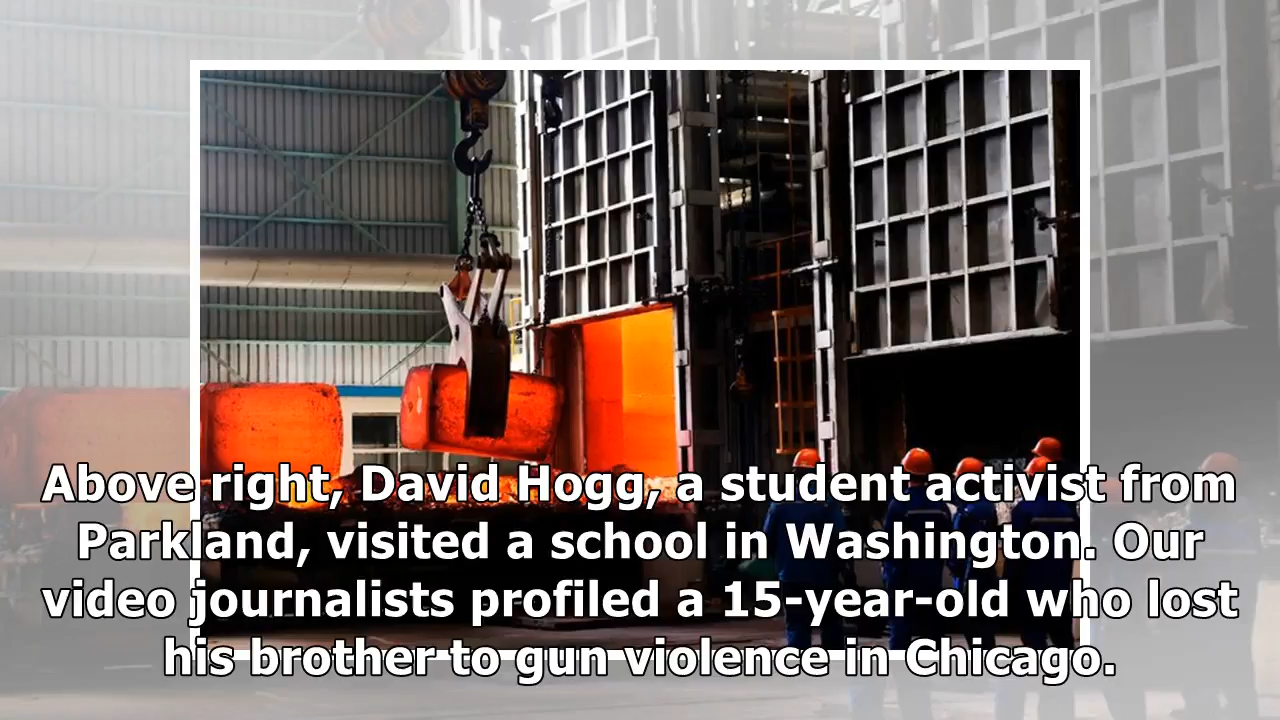 Above right, David Hogg, a student activist from
Parkland, visited a school in Washington. Our
video journalists profiled a 15-year-old who lost
his brother to gun violence in Chicago.